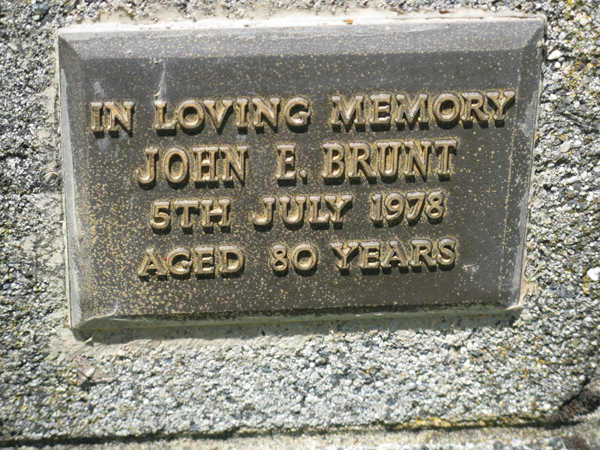 IN LOVING MEMORY
JOHN E. BRUNT
5TH JULY 1978
AGED 80 YEARS